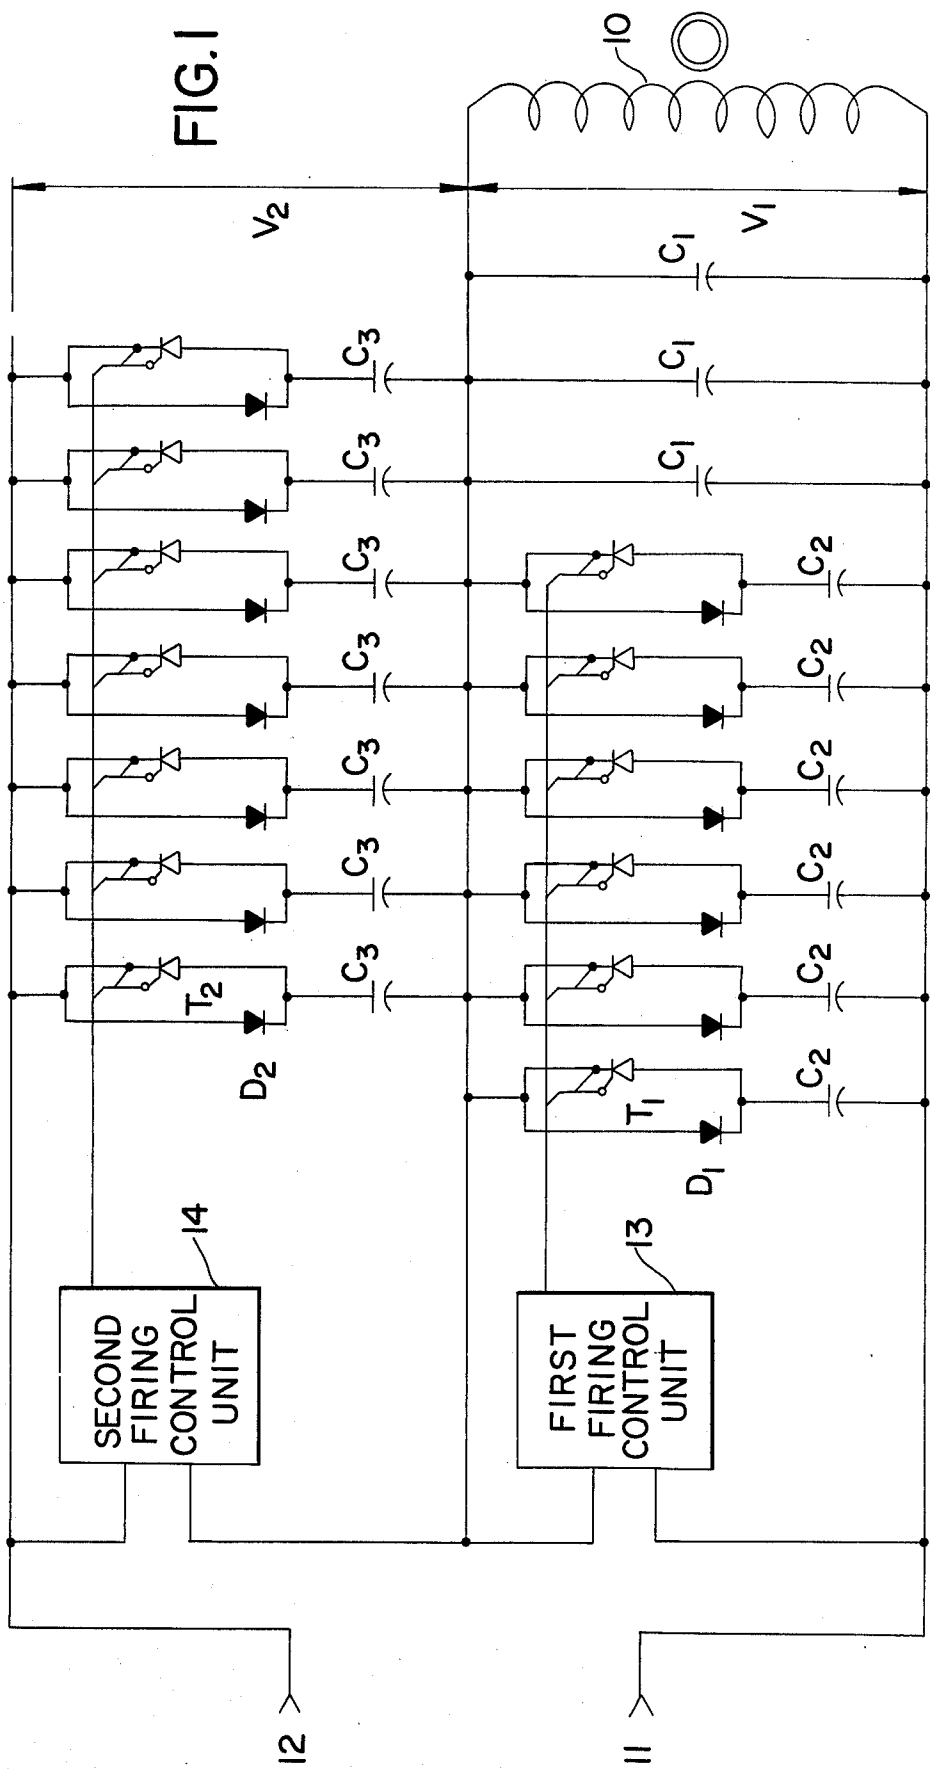 FIG.1
14
SECOND
FIRING
CONTROL
UNIT
T2
D2
V2
12
C3
C3
C3
C3
C3
C3
C3
13
FIRST
FIRING
CONTROL
UNIT
T1
D1
10
11
C1
C1
C1
V1
C2
C2
C2
C2
C2
C2